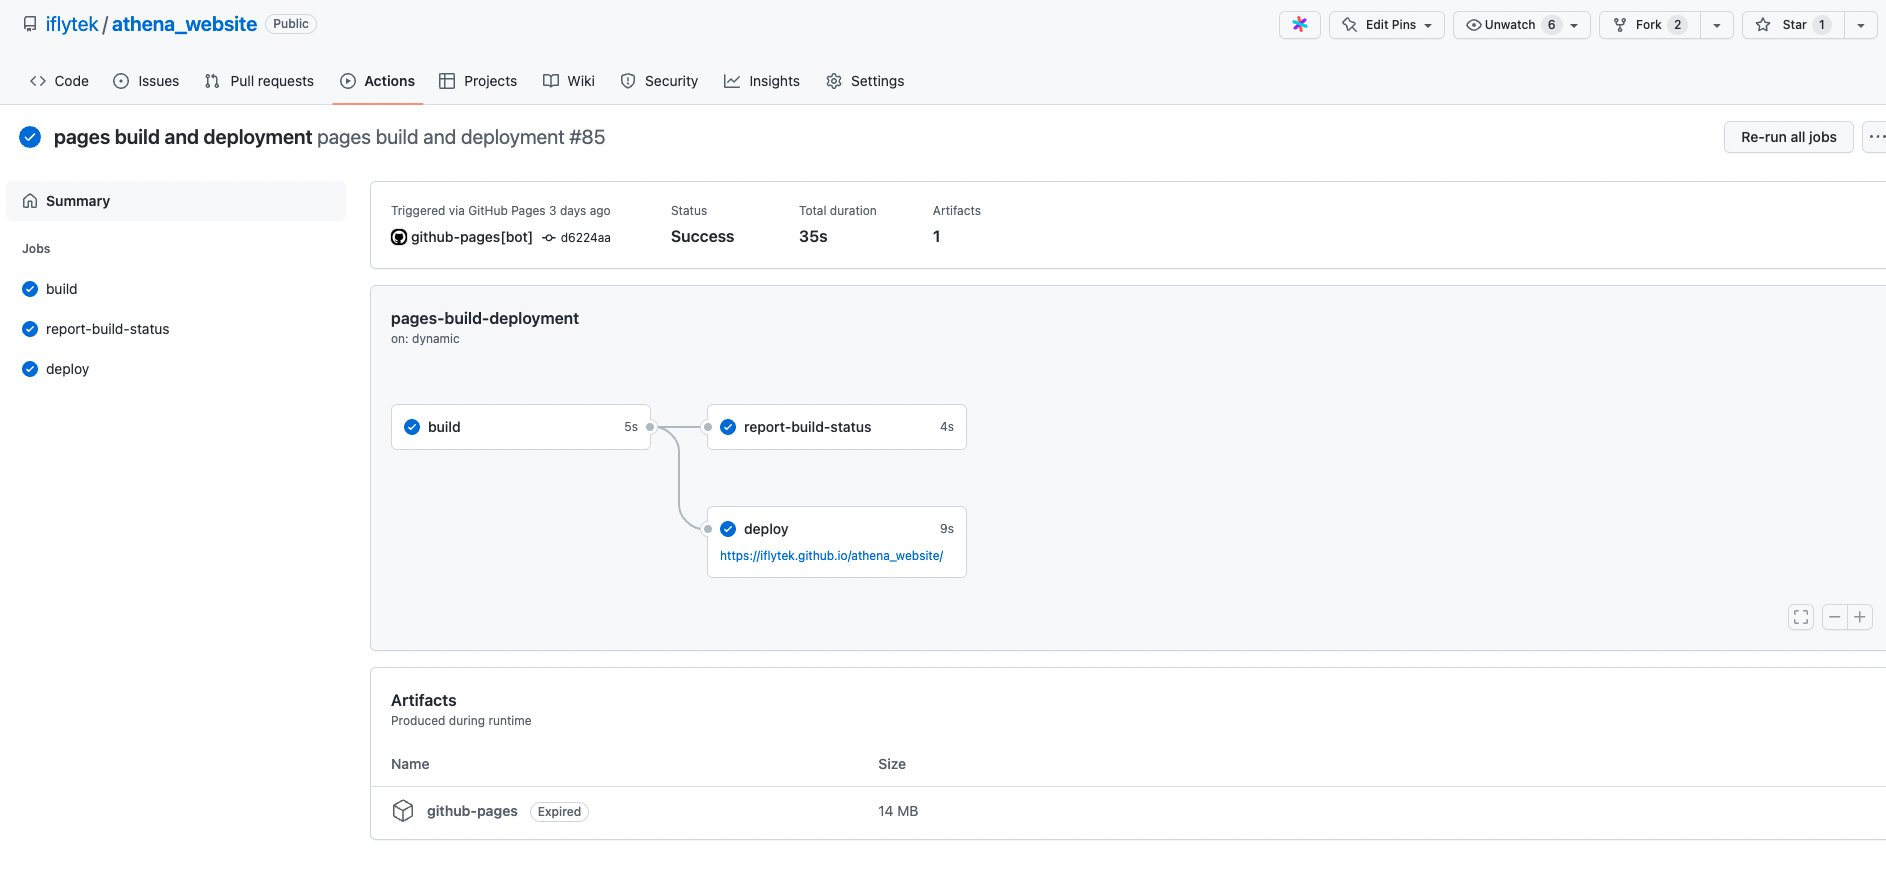 iflytek / athena_website Public
Edit Pins Unwatch 6 Fork 2 Star 1
Code Issues Pull requests Actions Projects Wiki Security Insights Settings
pages build and deployment pages build and deployment #85
Re-run all jobs ...
Summary
Jobs
build
report-build-status
deploy
Triggered via GitHub Pages 3 days ago Status Total duration Artifacts
github-pages[bot] d6224aa Success 35s 1
pages-build-deployment
on: dynamic
build 5s report-build-status 4s
deploy 9s
https://iflytek.github.io/athena_website/
Artifacts
Produced during runtime
Name Size
github-pages Expired 14 MB